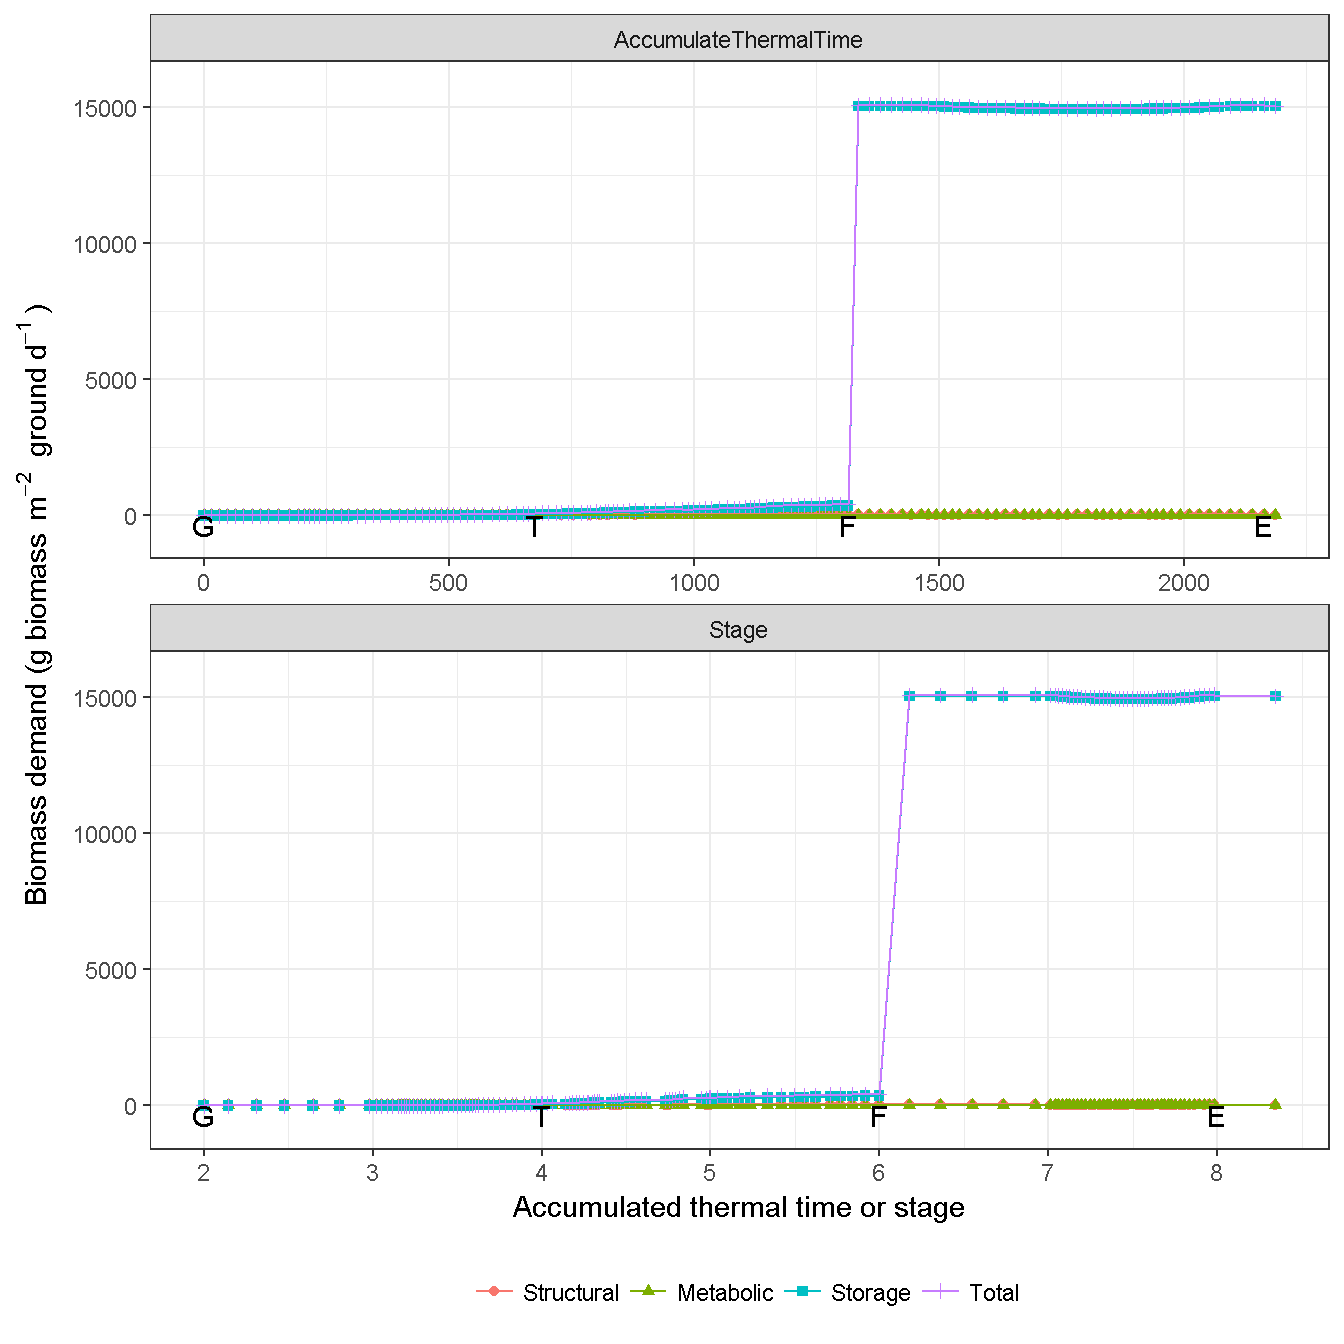 AccumulateThermalTime
15000
10000
5000
0
G T F E
0 500 1000 1500 2000
Stage
15000
10000
5000
0
G T F E
2 3 4 5 6 7 8
Accumulated thermal time or stage
Biomass demand (g biomass m⁻² ground d⁻¹)
Structural Metabolic Storage Total